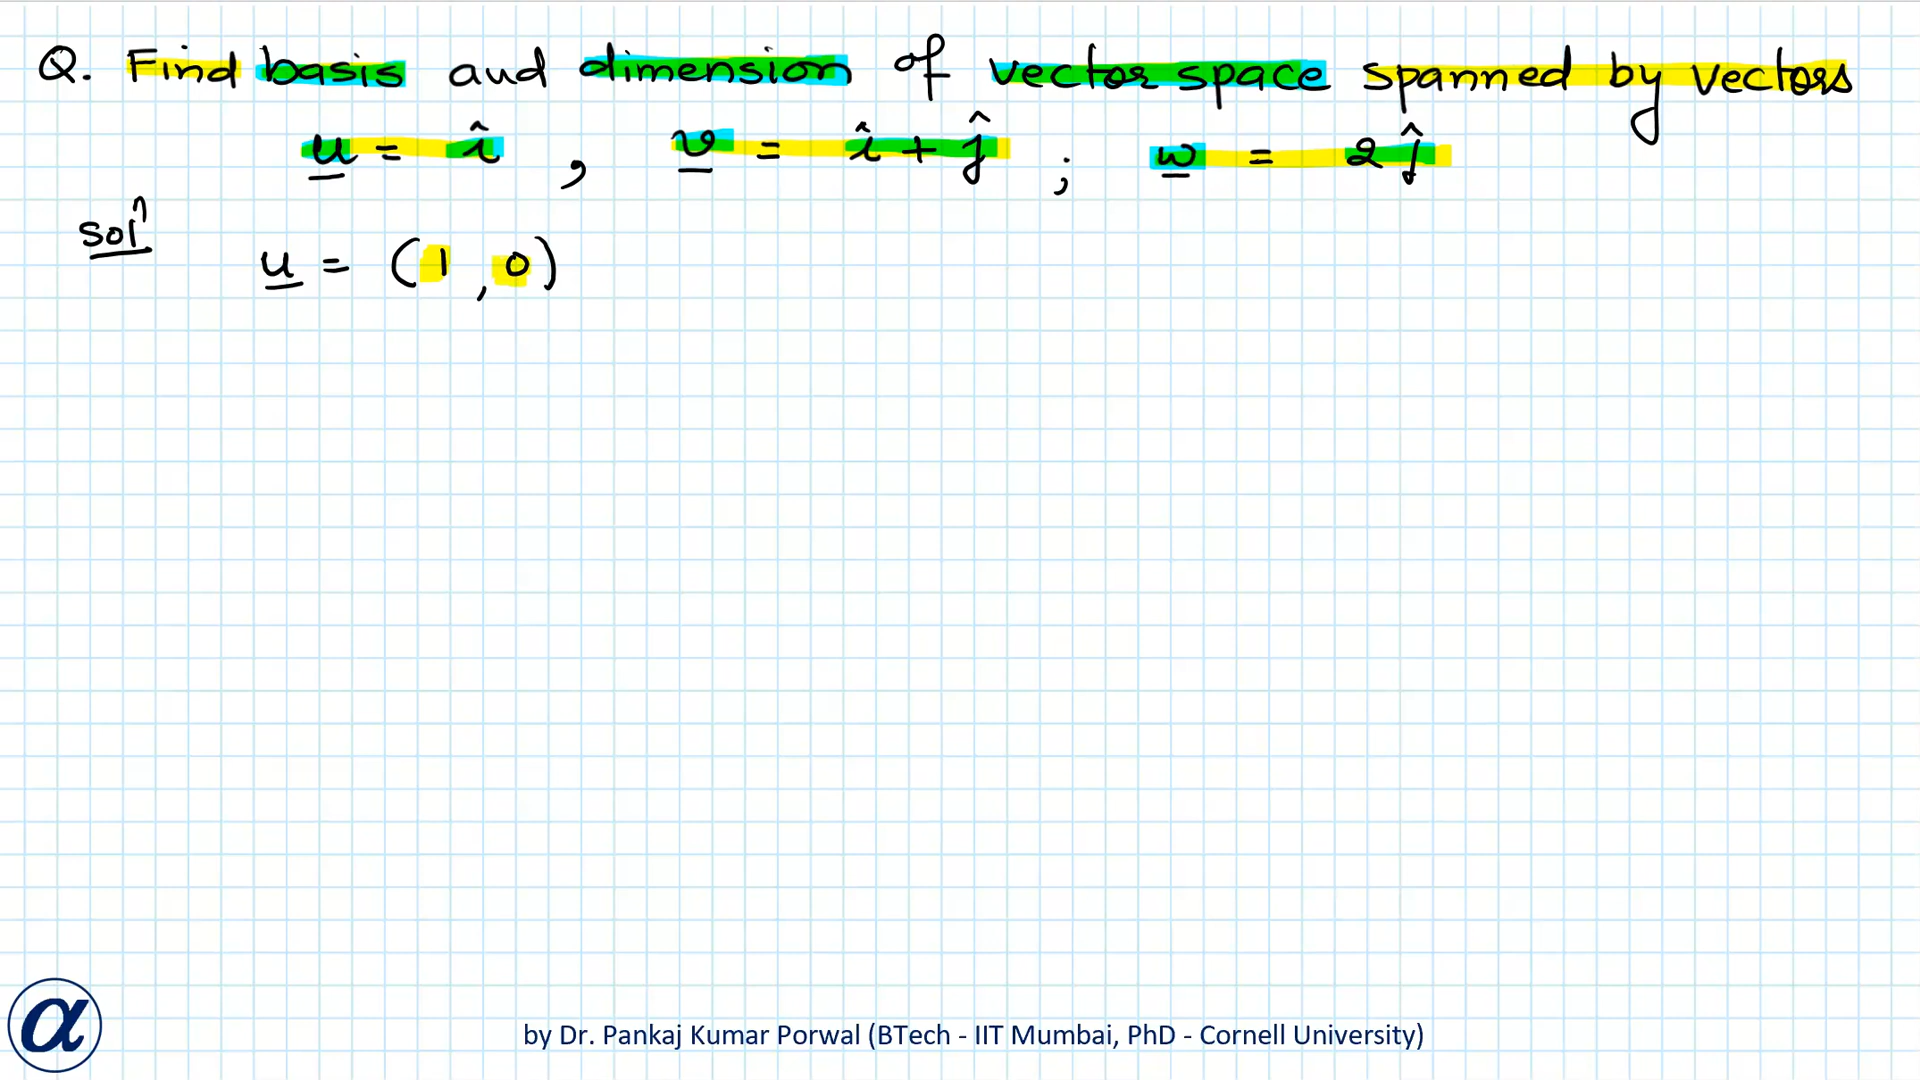 Q. Find basis and dimension of vector space spanned by vectors
u = î , v = î + ĵ ; w = 2ĵ
solⁿ
u = (1, 0)
α
by Dr. Pankaj Kumar Porwal (BTech - IIT Mumbai, PhD - Cornell University)